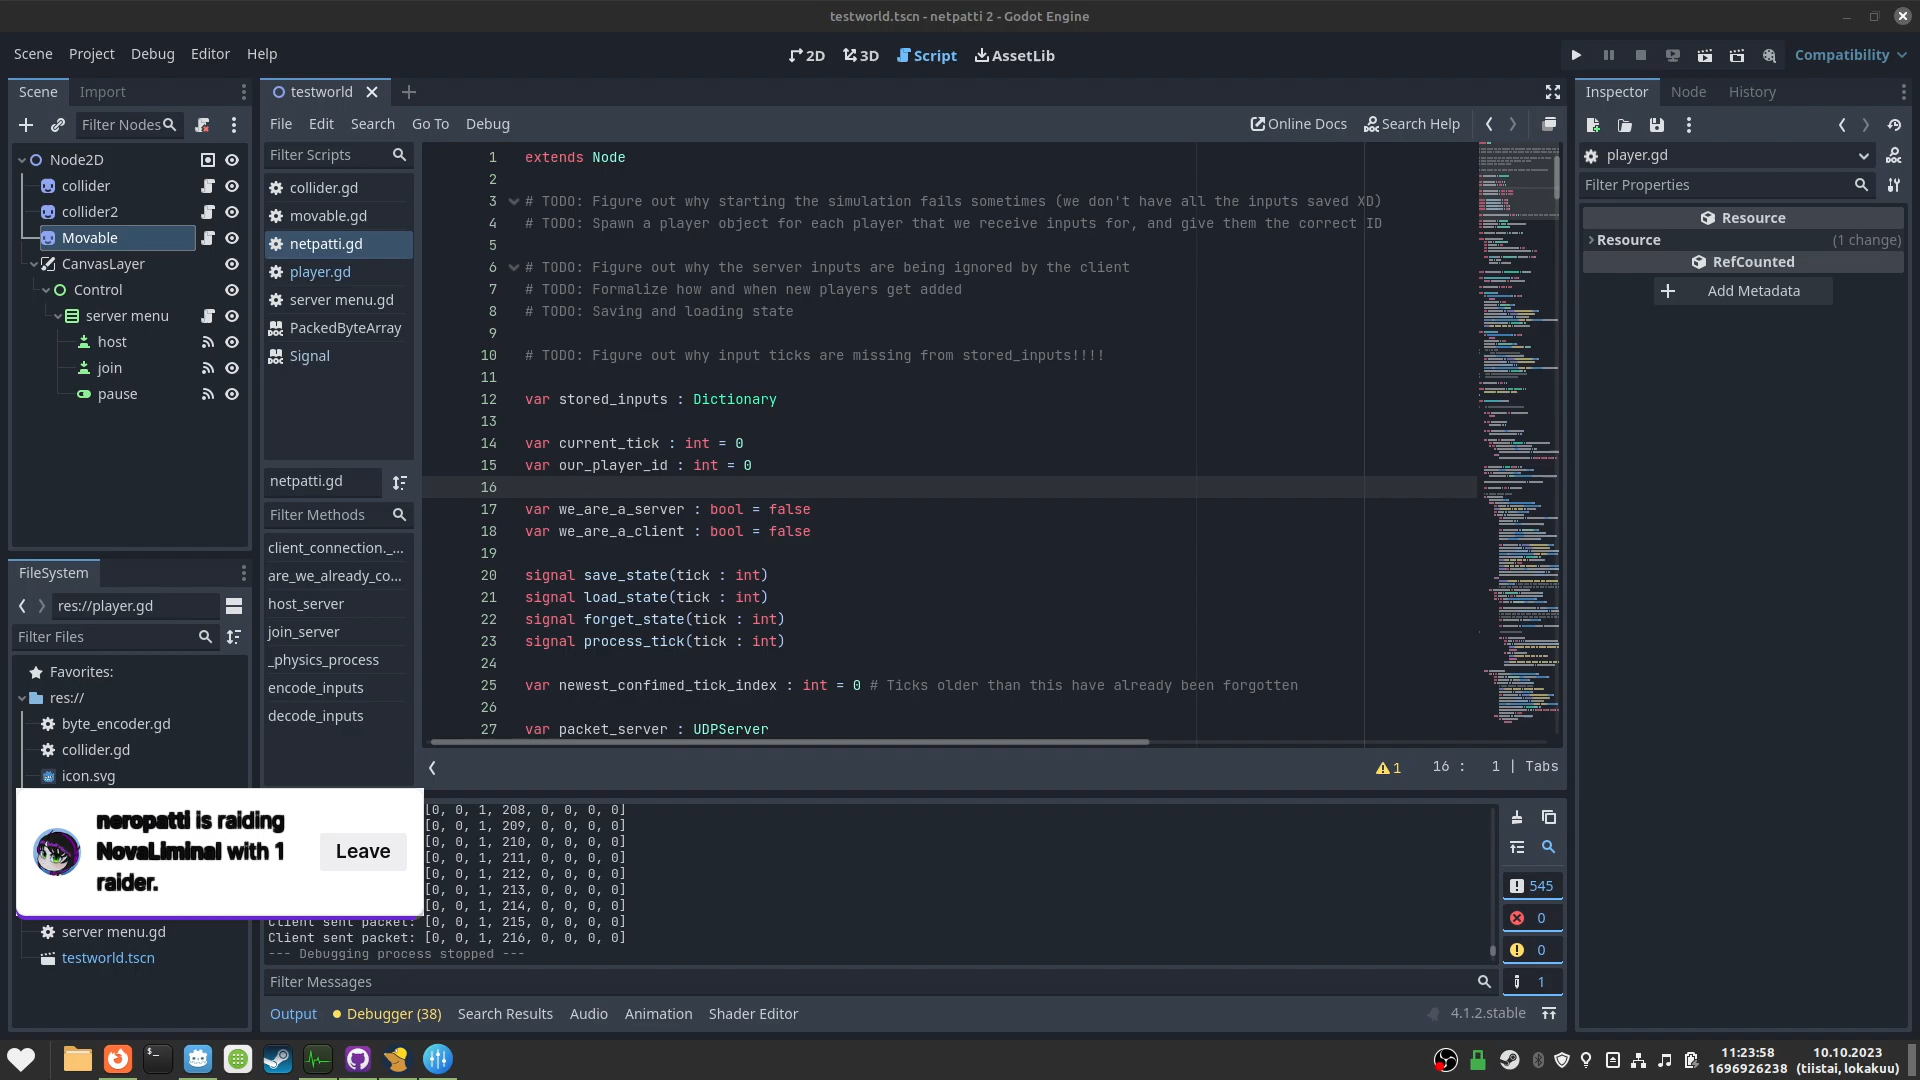 testworld.tscn - netpatti 2 - Godot Engine
Scene Project Debug Editor Help
2D 3D Script AssetLib
Compatibility
Scene Import
Filter Nodes
Node2D
collider
collider2
Movable
CanvasLayer
Control
server menu
host
join
pause
FileSystem
res://player.gd
Filter Files
Favorites:
res://
byte_encoder.gd
collider.gd
icon.svg
server menu.gd
testworld.tscn
neropatti is raiding
NovaLiminal with 1
raider.
Leave
testworld
File Edit Search Go To Debug
Online Docs Search Help
Filter Scripts
collider.gd
movable.gd
netpatti.gd
player.gd
server menu.gd
PackedByteArray
Signal
netpatti.gd
Filter Methods
client_connection._...
are_we_already_co...
host_server
join_server
_physics_process
encode_inputs
decode_inputs
1 extends Node
2
3 # TODO: Figure out why starting the simulation fails sometimes (we don't have all the inputs saved XD)
4 # TODO: Spawn a player object for each player that we receive inputs for, and give them the correct ID
5
6 # TODO: Figure out why the server inputs are being ignored by the client
7 # TODO: Formalize how and when new players get added
8 # TODO: Saving and loading state
9
10 # TODO: Figure out why input ticks are missing from stored_inputs!!!!
11
12 var stored_inputs : Dictionary
13
14 var current_tick : int = 0
15 var our_player_id : int = 0
16
17 var we_are_a_server : bool = false
18 var we_are_a_client : bool = false
19
20 signal save_state(tick : int)
21 signal load_state(tick : int)
22 signal forget_state(tick : int)
23 signal process_tick(tick : int)
24
25 var newest_confimed_tick_index : int = 0 # Ticks older than this have already been forgotten
26
27 var packet_server : UDPServer
1 16 : 1 | Tabs
[0, 0, 1, 208, 0, 0, 0, 0]
[0, 0, 1, 209, 0, 0, 0, 0]
[0, 0, 1, 210, 0, 0, 0, 0]
[0, 0, 1, 211, 0, 0, 0, 0]
[0, 0, 1, 212, 0, 0, 0, 0]
[0, 0, 1, 213, 0, 0, 0, 0]
[0, 0, 1, 214, 0, 0, 0, 0]
Client sent packet: [0, 0, 1, 215, 0, 0, 0, 0]
Client sent packet: [0, 0, 1, 216, 0, 0, 0, 0]
--- Debugging process stopped ---
545
0
0
1
Filter Messages
Output Debugger (38) Search Results Audio Animation Shader Editor
4.1.2.stable
Inspector Node History
player.gd
Filter Properties
Resource
Resource (1 change)
RefCounted
Add Metadata
11:23:58 10.10.2023
1696926238 (tiistai, lokakuu)